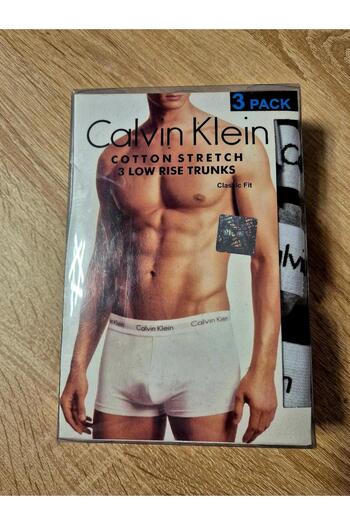 3 PACK
Calvin Klein
COTTON STRETCH
3 LOW RISE TRUNKS
Classic Fit
Calvin Klein
Calvin Klein